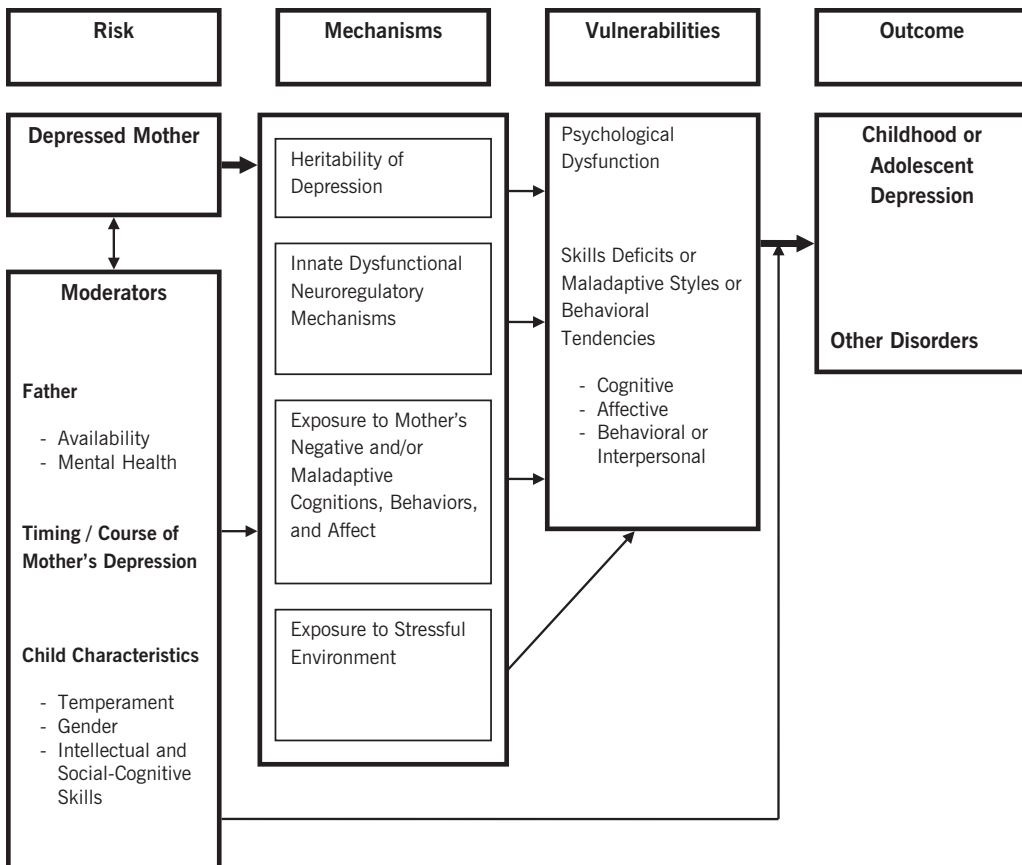 Risk
Mechanisms
Vulnerabilities
Outcome
Depressed Mother
Moderators
Father
- Availability
- Mental Health
Timing / Course of
Mother’s Depression
Child Characteristics
- Temperament
- Gender
- Intellectual and
Social-Cognitive
Skills
Heritability of
Depression
Innate Dysfunctional
Neuroregulatory
Mechanisms
Exposure to Mother’s
Negative and/or
Maladaptive
Cognitions, Behaviors,
and Affect
Exposure to Stressful
Environment
Psychological
Dysfunction
Skills Deficits or
Maladaptive Styles or
Behavioral
Tendencies
- Cognitive
- Affective
- Behavioral or
Interpersonal
Childhood or
Adolescent
Depression
Other Disorders